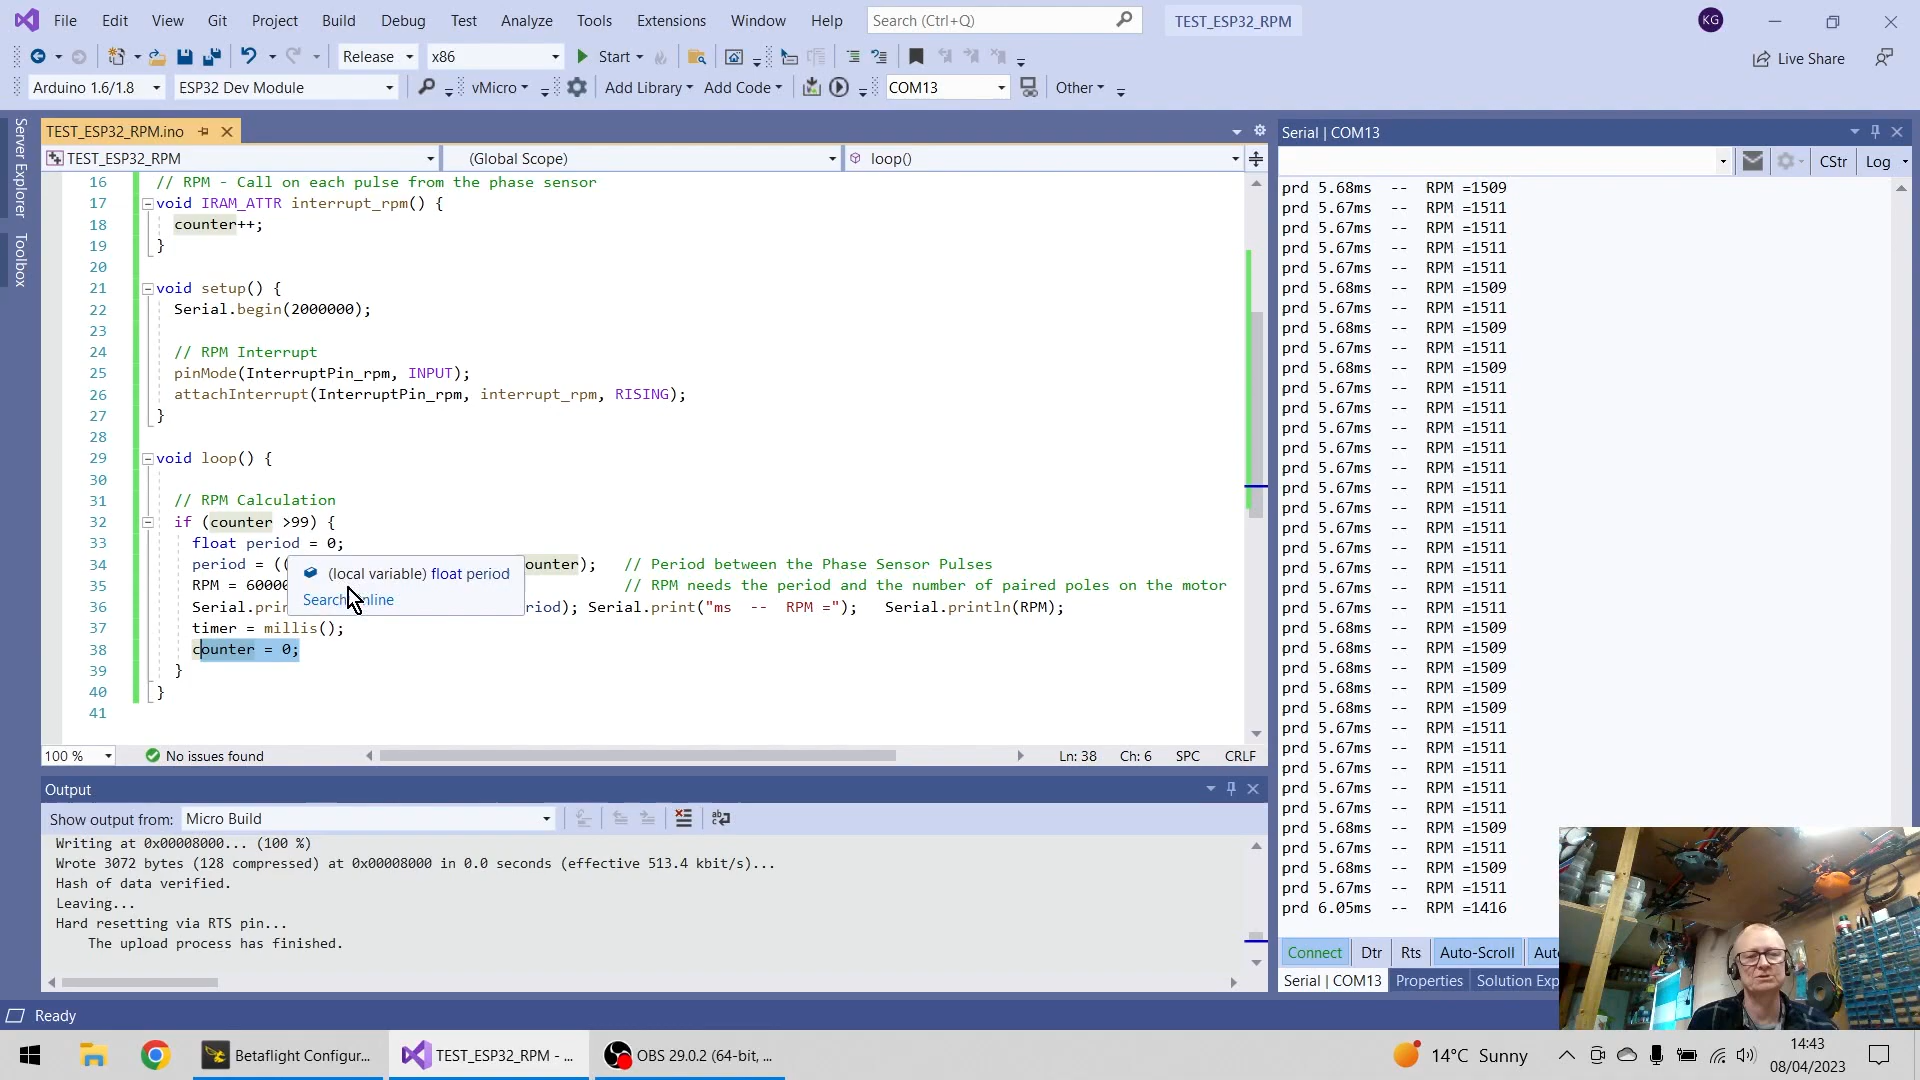 File Edit View Git Project Build Debug Test Analyze Tools Extensions Window Help Search (Ctrl+Q) TEST_ESP32_RPM KG
Release x86 Start Live Share
Arduino 1.6/1.8 ESP32 Dev Module vMicro Add Library Add Code COM13 Other
Server Explorer
Toolbox
TEST_ESP32_RPM.ino
TEST_ESP32_RPM (Global Scope) loop()
16 // RPM - Call on each pulse from the phase sensor
17 void IRAM_ATTR interrupt_rpm() {
18 counter++;
19 }
20
21 void setup() {
22 Serial.begin(2000000);
23
24 // RPM Interrupt
25 pinMode(InterruptPin_rpm, INPUT);
26 attachInterrupt(InterruptPin_rpm, interrupt_rpm, RISING);
27 }
28
29 void loop() {
30
31 // RPM Calculation
32 if (counter >99) {
33 float period = 0;
34 period = (( ounter); // Period between the Phase Sensor Pulses
35 RPM = 60000 // RPM needs the period and the number of paired poles on the motor
36 Serial.prin riod); Serial.print("ms -- RPM ="); Serial.println(RPM);
37 timer = millis();
38 counter = 0;
39 }
40 }
41
(local variable) float period
Search Online
100 % No issues found Ln: 38 Ch: 6 SPC CRLF
Output
Show output from: Micro Build
Writing at 0x00008000... (100 %)
Wrote 3072 bytes (128 compressed) at 0x00008000 in 0.0 seconds (effective 513.4 kbit/s)...
Hash of data verified.
Leaving...
Hard resetting via RTS pin...
The upload process has finished.
Serial | COM13
CStr Log
prd 5.68ms -- RPM =1509
prd 5.67ms -- RPM =1511
prd 5.67ms -- RPM =1511
prd 5.67ms -- RPM =1511
prd 5.67ms -- RPM =1511
prd 5.68ms -- RPM =1509
prd 5.67ms -- RPM =1511
prd 5.68ms -- RPM =1509
prd 5.67ms -- RPM =1511
prd 5.68ms -- RPM =1509
prd 5.67ms -- RPM =1511
prd 5.67ms -- RPM =1511
prd 5.67ms -- RPM =1511
prd 5.67ms -- RPM =1511
prd 5.67ms -- RPM =1511
prd 5.67ms -- RPM =1511
prd 5.67ms -- RPM =1511
prd 5.67ms -- RPM =1511
prd 5.67ms -- RPM =1511
prd 5.67ms -- RPM =1511
prd 5.67ms -- RPM =1511
prd 5.67ms -- RPM =1511
prd 5.68ms -- RPM =1509
prd 5.68ms -- RPM =1509
prd 5.68ms -- RPM =1509
prd 5.68ms -- RPM =1509
prd 5.68ms -- RPM =1509
prd 5.67ms -- RPM =1511
prd 5.67ms -- RPM =1511
prd 5.67ms -- RPM =1511
prd 5.67ms -- RPM =1511
prd 5.67ms -- RPM =1511
prd 5.68ms -- RPM =1509
prd 5.67ms -- RPM =1511
prd 5.68ms -- RPM =1509
prd 5.67ms -- RPM =1511
prd 6.05ms -- RPM =1416
Connect Dtr Rts Auto-Scroll Aut
Serial | COM13 Properties Solution Exp
Ready
Betaflight Configur... TEST_ESP32_RPM - ... OBS 29.0.2 (64-bit, ... 14°C Sunny 14:43
08/04/2023